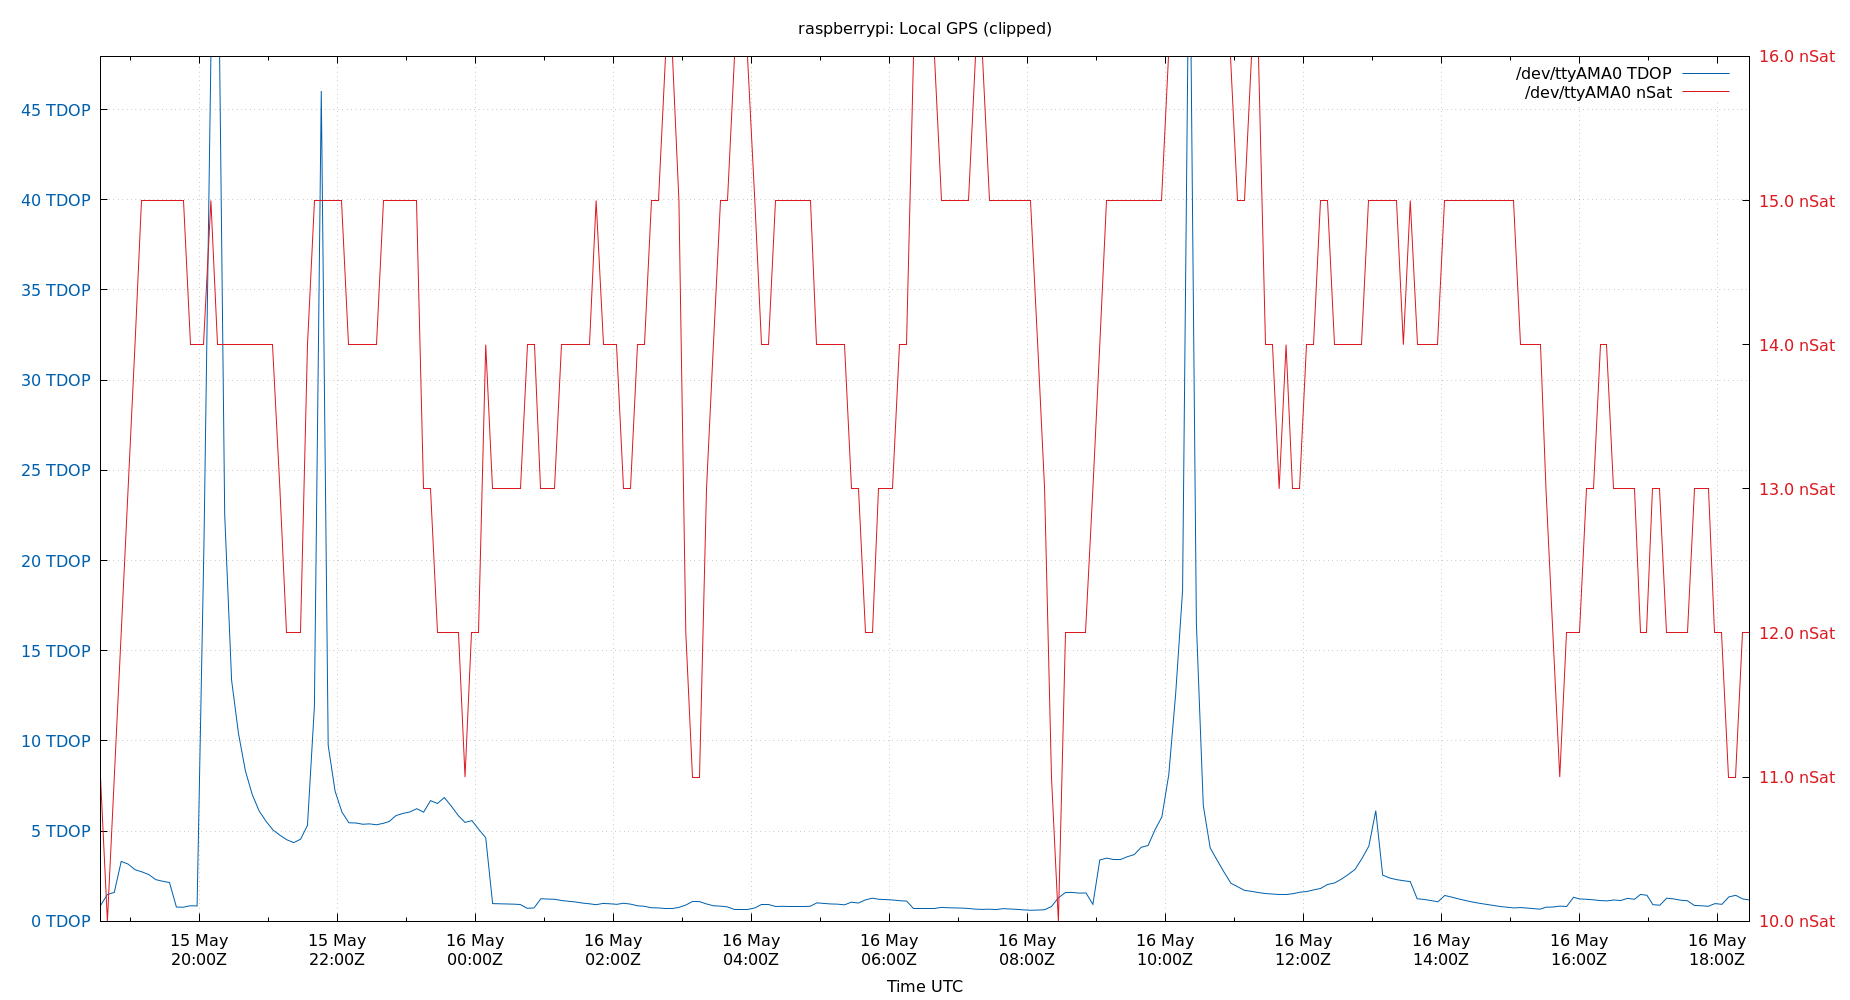 raspberrypi: Local GPS (clipped)
16.0 nSat
/dev/ttyAMA0 TDOP
/dev/ttyAMA0 nSat
45 TDOP
40 TDOP
15.0 nSat
35 TDOP
14.0 nSat
30 TDOP
25 TDOP
13.0 nSat
20 TDOP
15 TDOP
12.0 nSat
10 TDOP
11.0 nSat
5 TDOP
0 TDOP
10.0 nSat
15 May 15 May 16 May 16 May 16 May 16 May 16 May 16 May 16 May 16 May 16 May 16 May
20:00Z 22:00Z 00:00Z 02:00Z 04:00Z 06:00Z 08:00Z 10:00Z 12:00Z 14:00Z 16:00Z 18:00Z
Time UTC